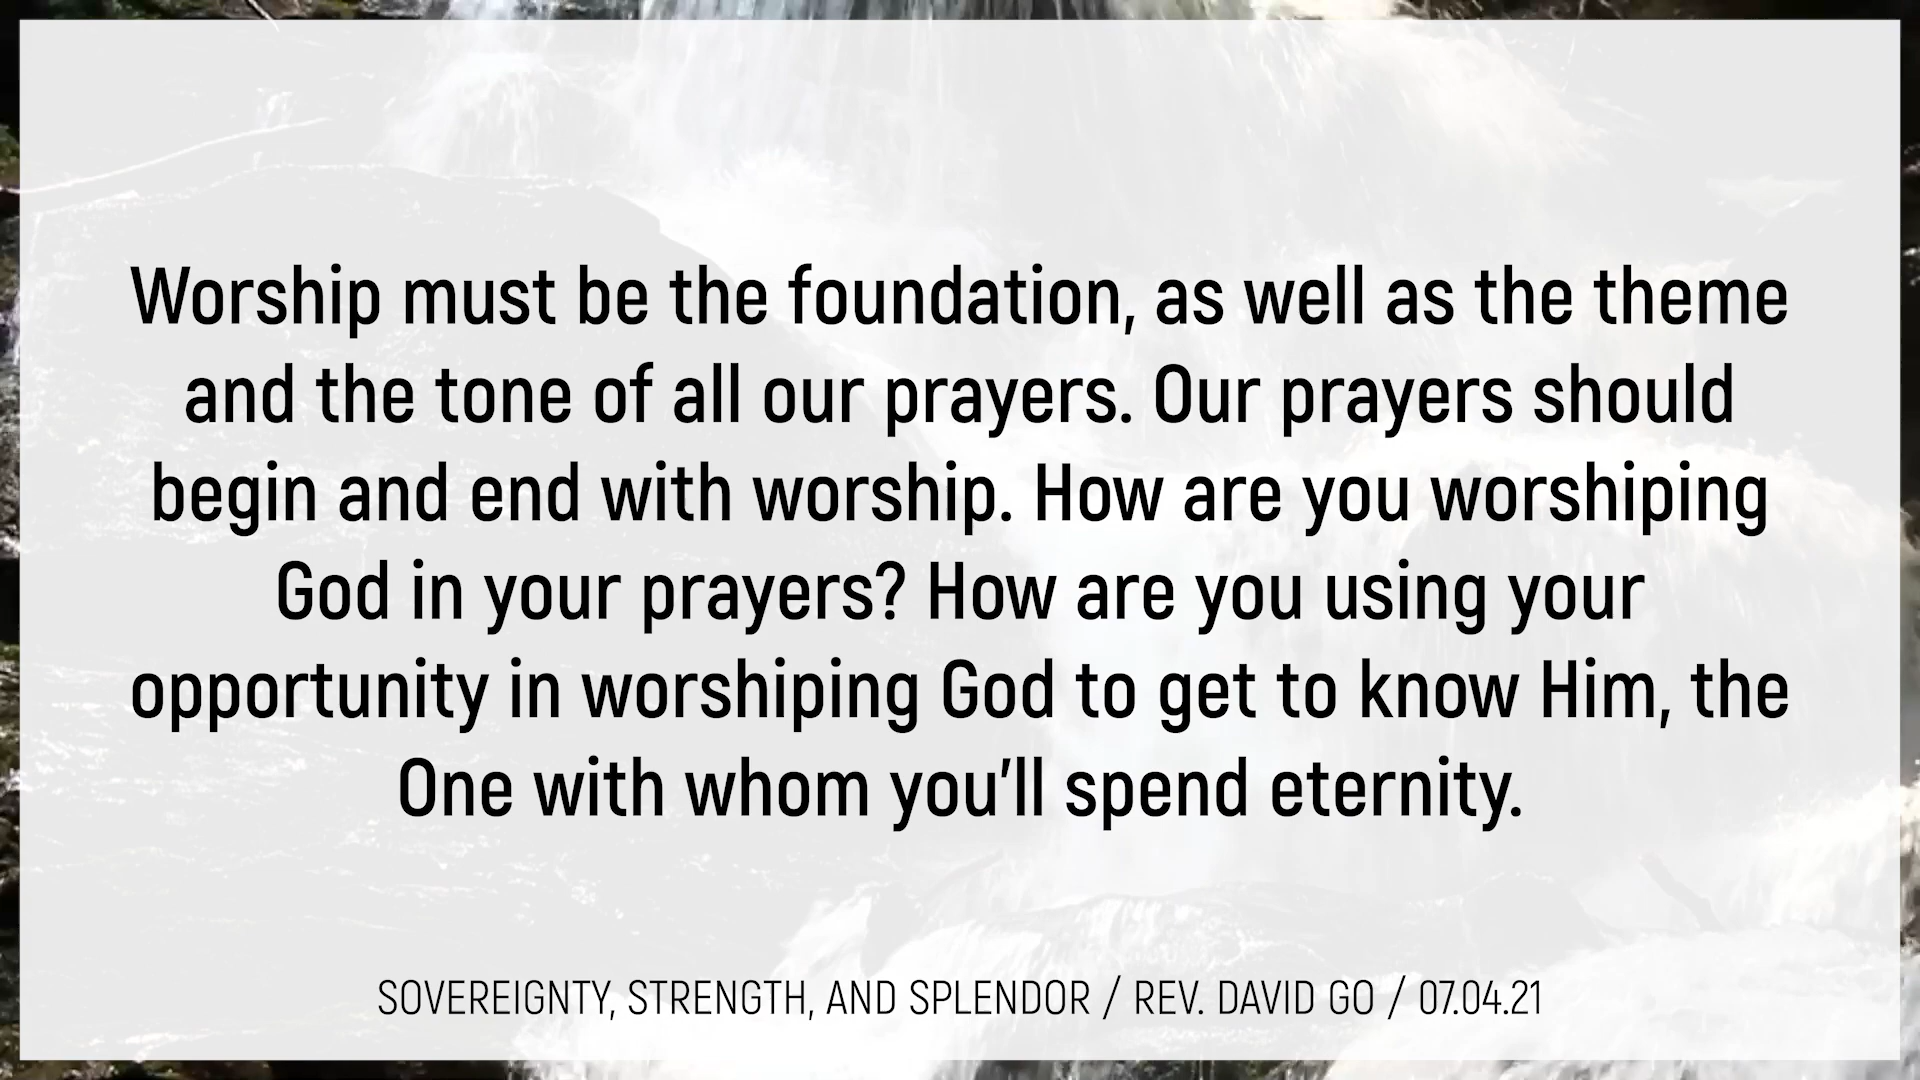 Worship must be the foundation, as well as the theme
and the tone of all our prayers. Our prayers should
begin and end with worship. How are you worshiping
God in your prayers? How are you using your
opportunity in worshiping God to get to know Him, the
One with whom you’ll spend eternity.
SOVEREIGNTY, STRENGTH, AND SPLENDOR / REV. DAVID GO / 07.04.21